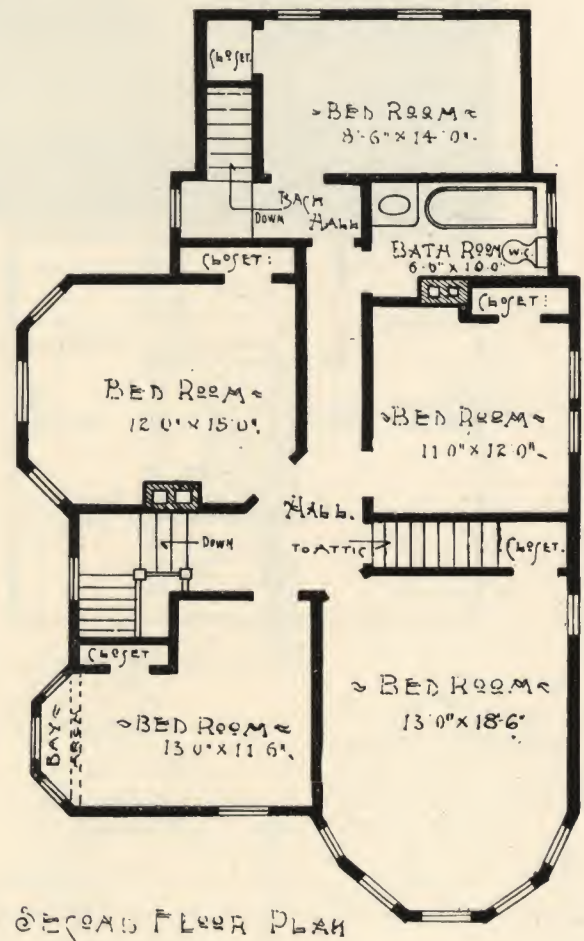 CLOSET.
BED ROOM
8'-6" X 14'-0".
DOWN
BACK
HALL
CLOSET:
BATH ROOM
6'-0" X 10'-0"
W.C.
CLOSET:
BED ROOM
12'0" X 15'0".
BED ROOM
11'0" X 12'0".
HALL.
DOWN
TO ATTIC
CLOSET.
CLOSET
BED ROOM
13'0" X 18'-6"
BAY
BED ROOM
13'0" X 11'6".
SECOND FLOOR PLAN